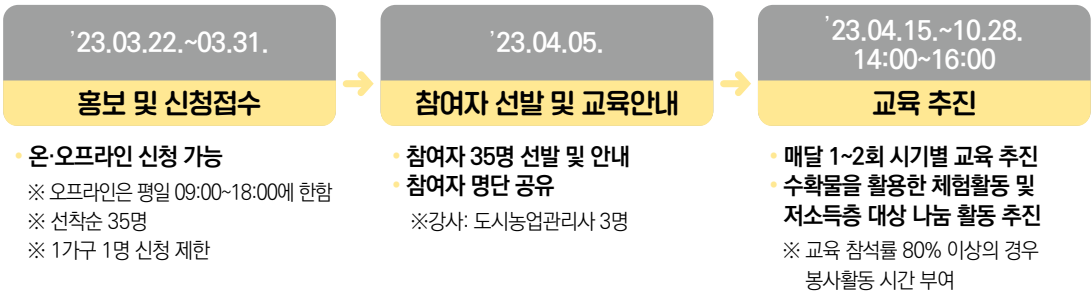 ’23.03.22.~03.31.
홍보 및 신청접수
• 온·오프라인 신청 가능
※ 오프라인은 평일 09:00~18:00에 한함
※ 선착순 35명
※ 1가구 1명 신청 제한
’23.04.05.
참여자 선발 및 교육안내
• 참여자 35명 선발 및 안내
• 참여자 명단 공유
※강사: 도시농업관리사 3명
’23.04.15.~10.28.
14:00~16:00
교육 추진
• 매달 1~2회 시기별 교육 추진
• 수확물을 활용한 체험활동 및
저소득층 대상 나눔 활동 추진
※ 교육 참석률 80% 이상의 경우
봉사활동 시간 부여